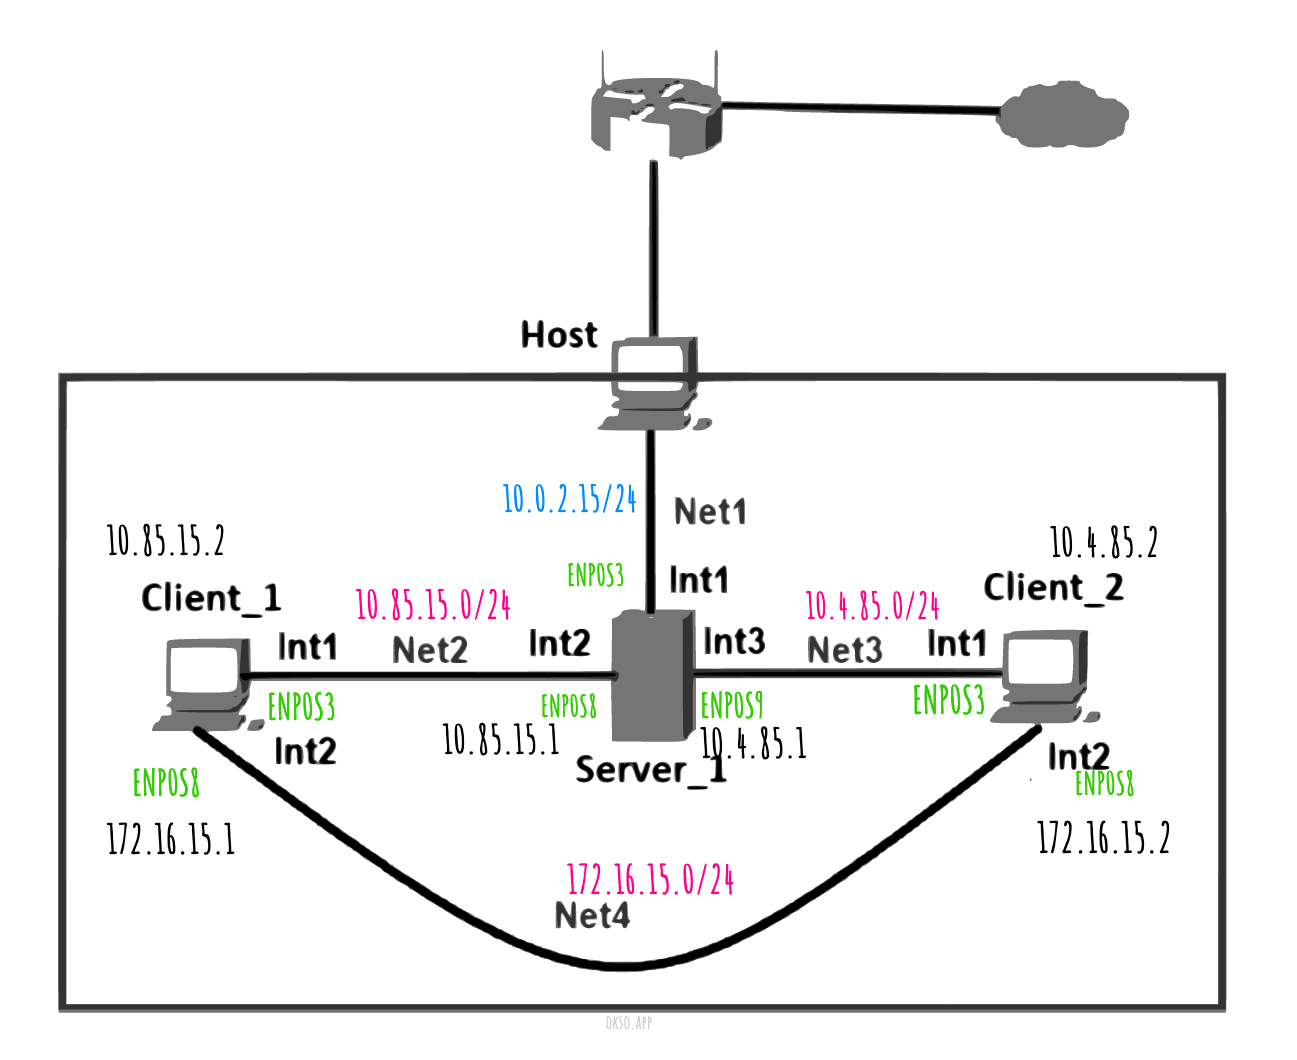 Host
10.0.2.15/24
Net1
10.85.15.2
10.4.85.2
ENP0S3
Int1
Client_1
Client_2
10.85.15.0/24
10.4.85.0/24
Int1
Net2
Int2
Int3
Net3
Int1
ENP0S3
ENP0S8
ENP0S9
ENP0S3
10.85.15.1
10.4.85.1
Int2
Server_1
Int2
ENP0S8
ENP0S8
172.16.15.1
172.16.15.2
172.16.15.0/24
Net4
OKSO.APP